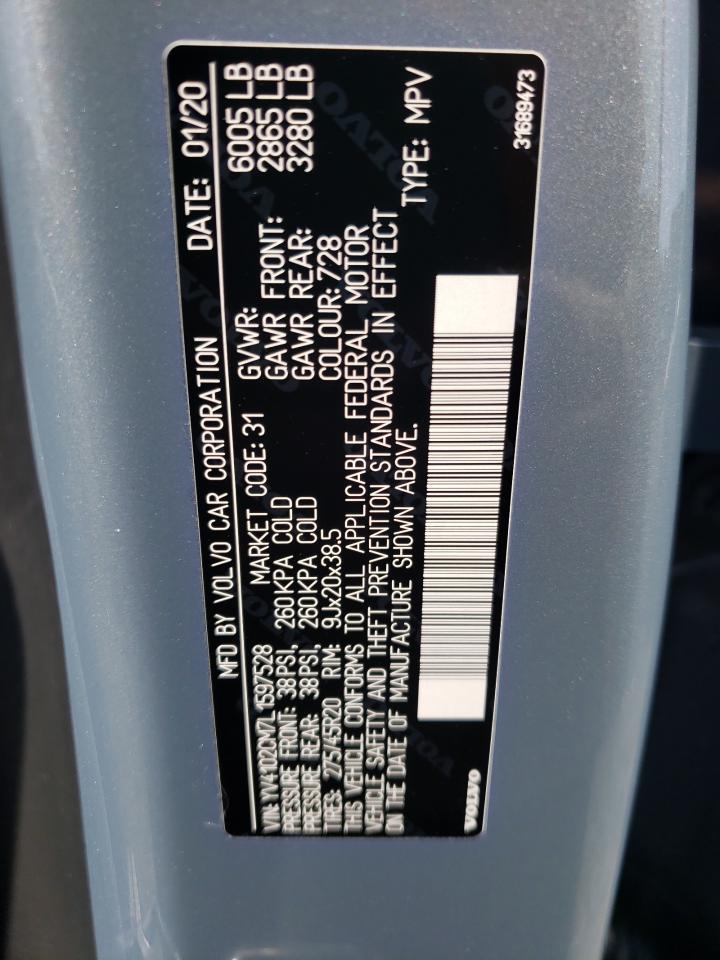 MFD BY VOLVO CAR CORPORATION DATE: 01/20
VIN: YV4102CM7L1597528 GVWR: 6005 LB
MARKET CODE: 31 GAWR FRONT: 2865 LB
PRESSURE FRONT: 38PSI, 260KPA COLD GAWR REAR: 3280 LB
PRESSURE REAR: 38PSI, 260KPA COLD COLOUR: 728
TIRES: 275/45R20 RIM: 9Jx20x38.5
THIS VEHICLE CONFORMS TO ALL APPLICABLE FEDERAL MOTOR
VEHICLE SAFETY AND THEFT PREVENTION STANDARDS IN EFFECT
ON THE DATE OF MANUFACTURE SHOWN ABOVE. TYPE: MPV
VOLVO 31689473